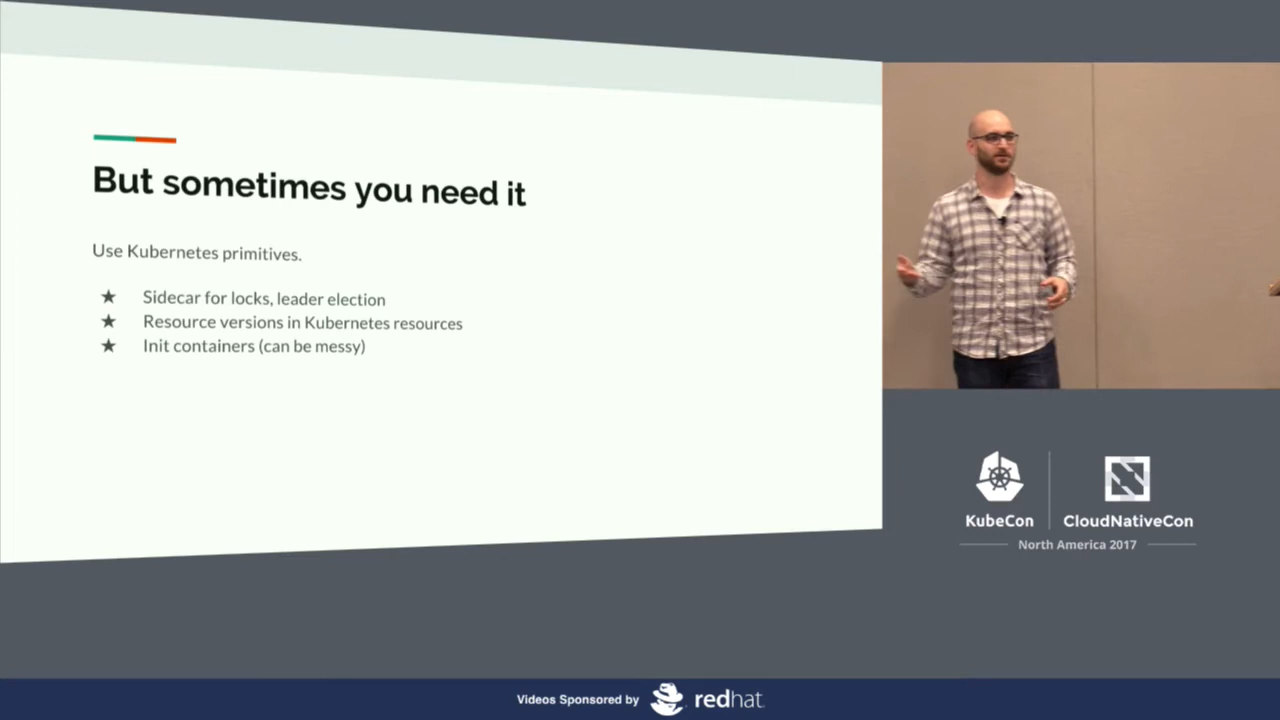 But sometimes you need it
Use Kubernetes primitives.
★ Sidecar for locks, leader election
★ Resource versions in Kubernetes resources
★ Init containers (can be messy)
KubeCon
CloudNativeCon
North America 2017
Videos Sponsored by
redhat